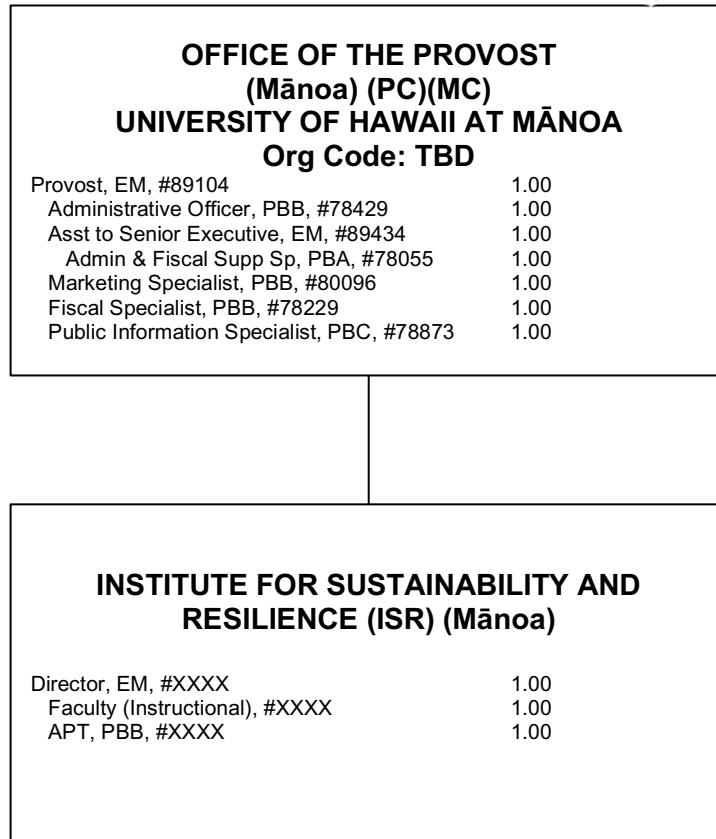 OFFICE OF THE PROVOST
(Mānoa) (PC)(MC)
UNIVERSITY OF HAWAII AT MĀNOA
Org Code: TBD
Provost, EM, #89104 1.00
Administrative Officer, PBB, #78429 1.00
Asst to Senior Executive, EM, #89434 1.00
Admin & Fiscal Supp Sp, PBA, #78055 1.00
Marketing Specialist, PBB, #80096 1.00
Fiscal Specialist, PBB, #78229 1.00
Public Information Specialist, PBC, #78873 1.00
INSTITUTE FOR SUSTAINABILITY AND
RESILIENCE (ISR) (Mānoa)
Director, EM, #XXXX 1.00
Faculty (Instructional), #XXXX 1.00
APT, PBB, #XXXX 1.00